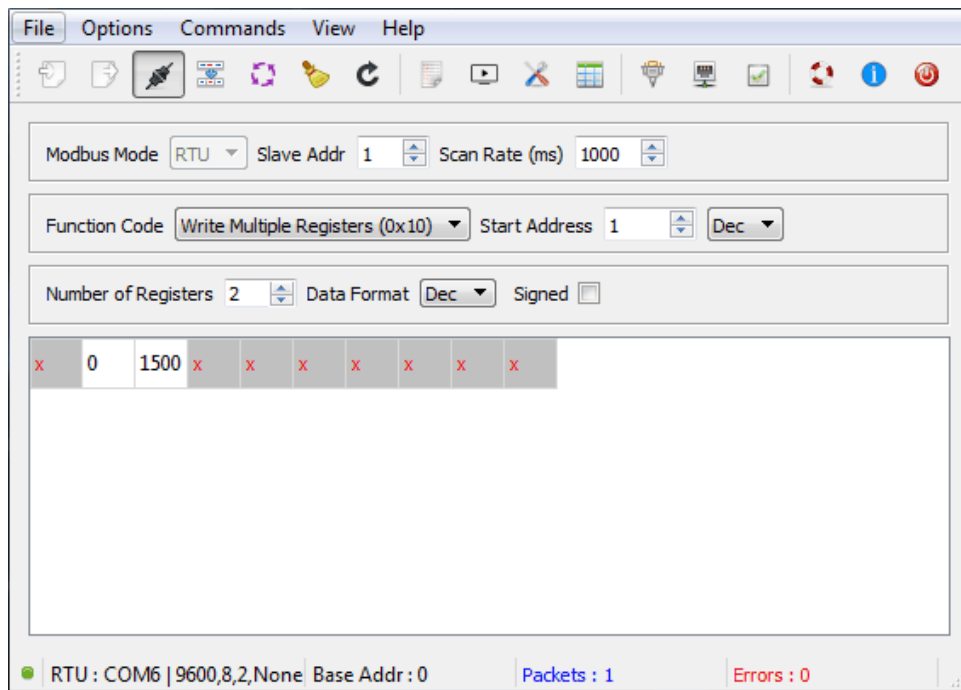 File Options Commands View Help
Modbus Mode RTU Slave Addr 1 Scan Rate (ms) 1000
Function Code Write Multiple Registers (0x10) Start Address 1 Dec
Number of Registers 2 Data Format Dec Signed
x 0 1500 x x x x x x x
RTU : COM6 | 9600,8,2,None Base Addr : 0 Packets : 1 Errors : 0